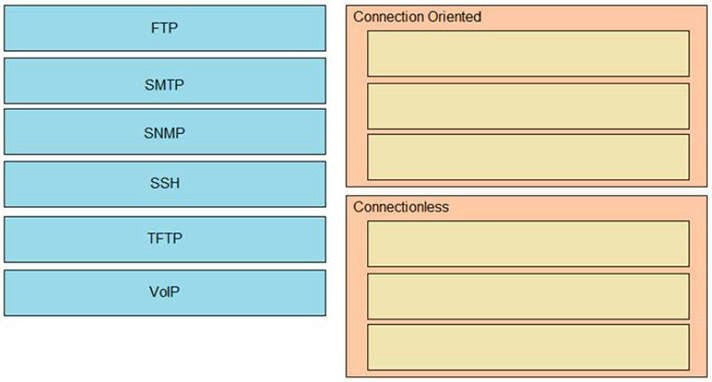 FTP
SMTP
SNMP
SSH
TFTP
VoIP
Connection Oriented
Connectionless